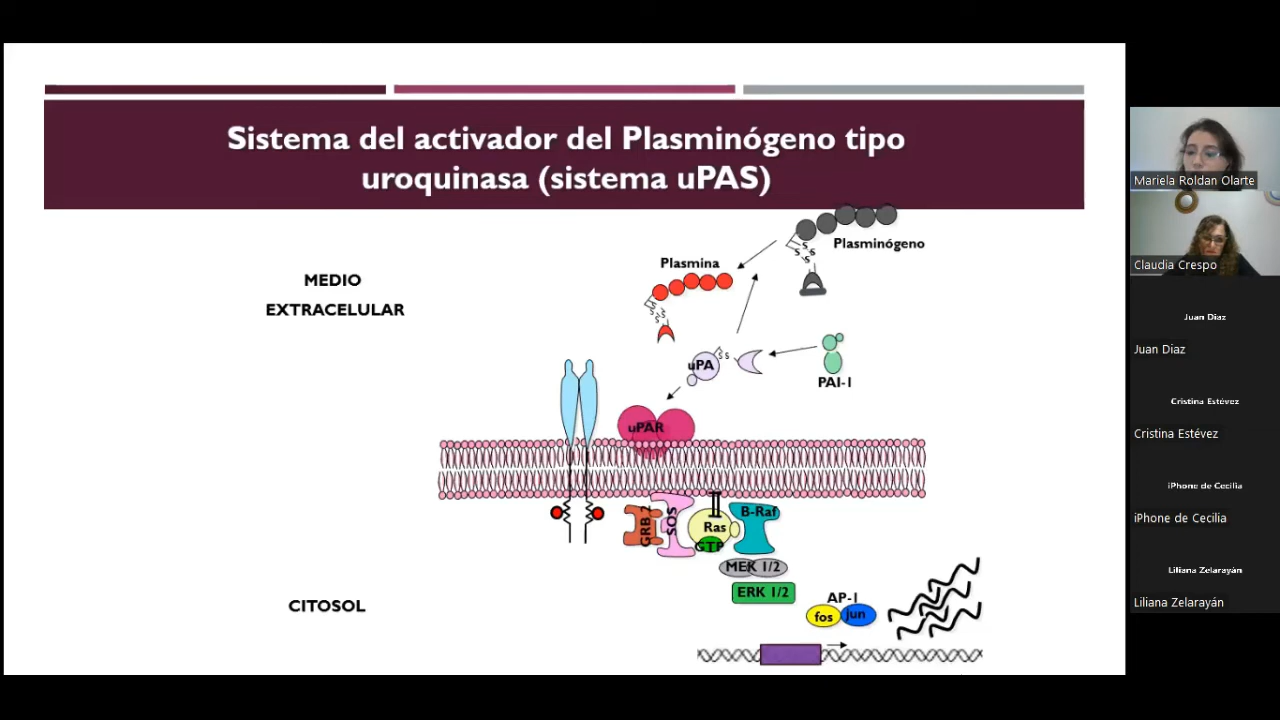 Sistema del activador del Plasminógeno tipo
uroquinasa (sistema uPAS)
MEDIO
EXTRACELULAR
Plasminógeno
S
S
S
S
Plasmina
S
S
S
uPA
S S
PAI-1
uPAR
GRB 2
SOS
Ras
GTP
B-Raf
MEK 1/2
ERK 1/2
AP-1
fos
Jun
CITOSOL
Mariela Roldan Olarte
Claudia Crespo
Juan Diaz
Juan Diaz
Cristina Estévez
Cristina Estévez
iPhone de Cecilia
iPhone de Cecilia
Liliana Zelarayán
Liliana Zelarayán